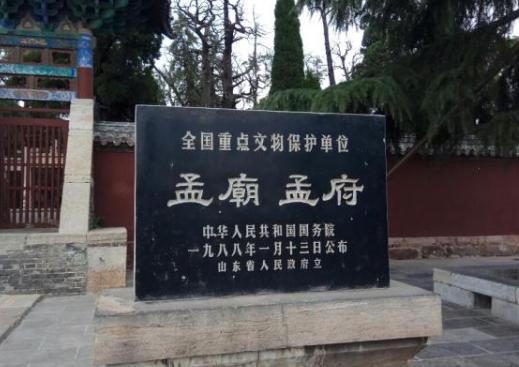 全国重点文物保护单位
孟廟 孟府
中华人民共和国国务院
一九八八年一月十三日公布
山东省人民政府立